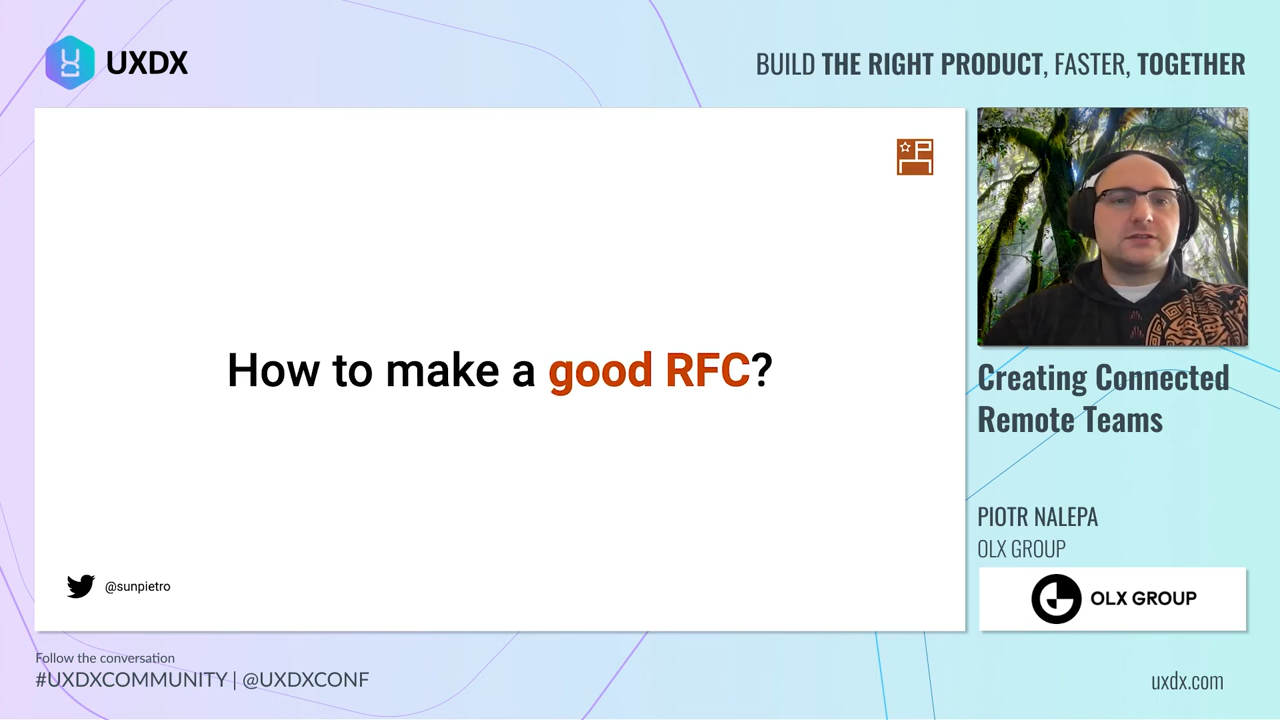 UXDX
BUILD THE RIGHT PRODUCT, FASTER, TOGETHER
How to make a good RFC?
@sunpietro
Creating Connected
Remote Teams
PIOTR NALEPA
OLX GROUP
OLX GROUP
Follow the conversation
#UXDXCOMMUNITY | @UXDXCONF
uxdx.com